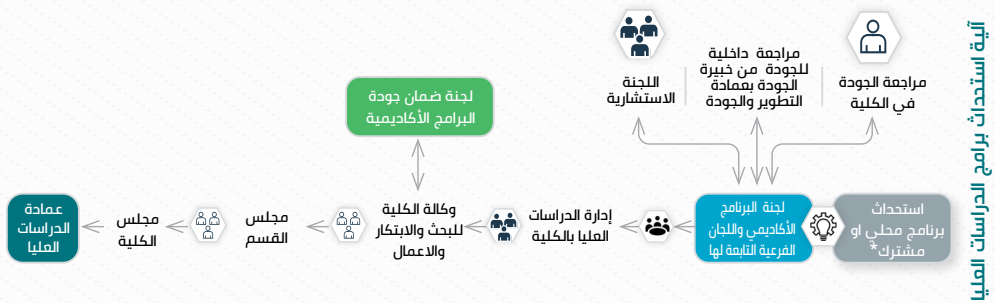 آلية استحداث برامج الدراسات العليا
مراجعة الجودة
في الكلية
مراجعة داخلية
للجودة من خبيرة
الجودة بعمادة
التطوير والجودة
اللجنة
الاستشارية
لجنة ضمان جودة
البرامج الأكاديمية
استحداث
برنامج محلي او
مشترك*
لجنة البرنامج
الأكاديمي واللجان
الفرعية التابعة لها
إدارة الدراسات
العليا بالكلية
وكالة الكلية
للبحث والابتكار
والاعمال
مجلس
القسم
مجلس
الكلية
عمادة
الدراسات
العليا